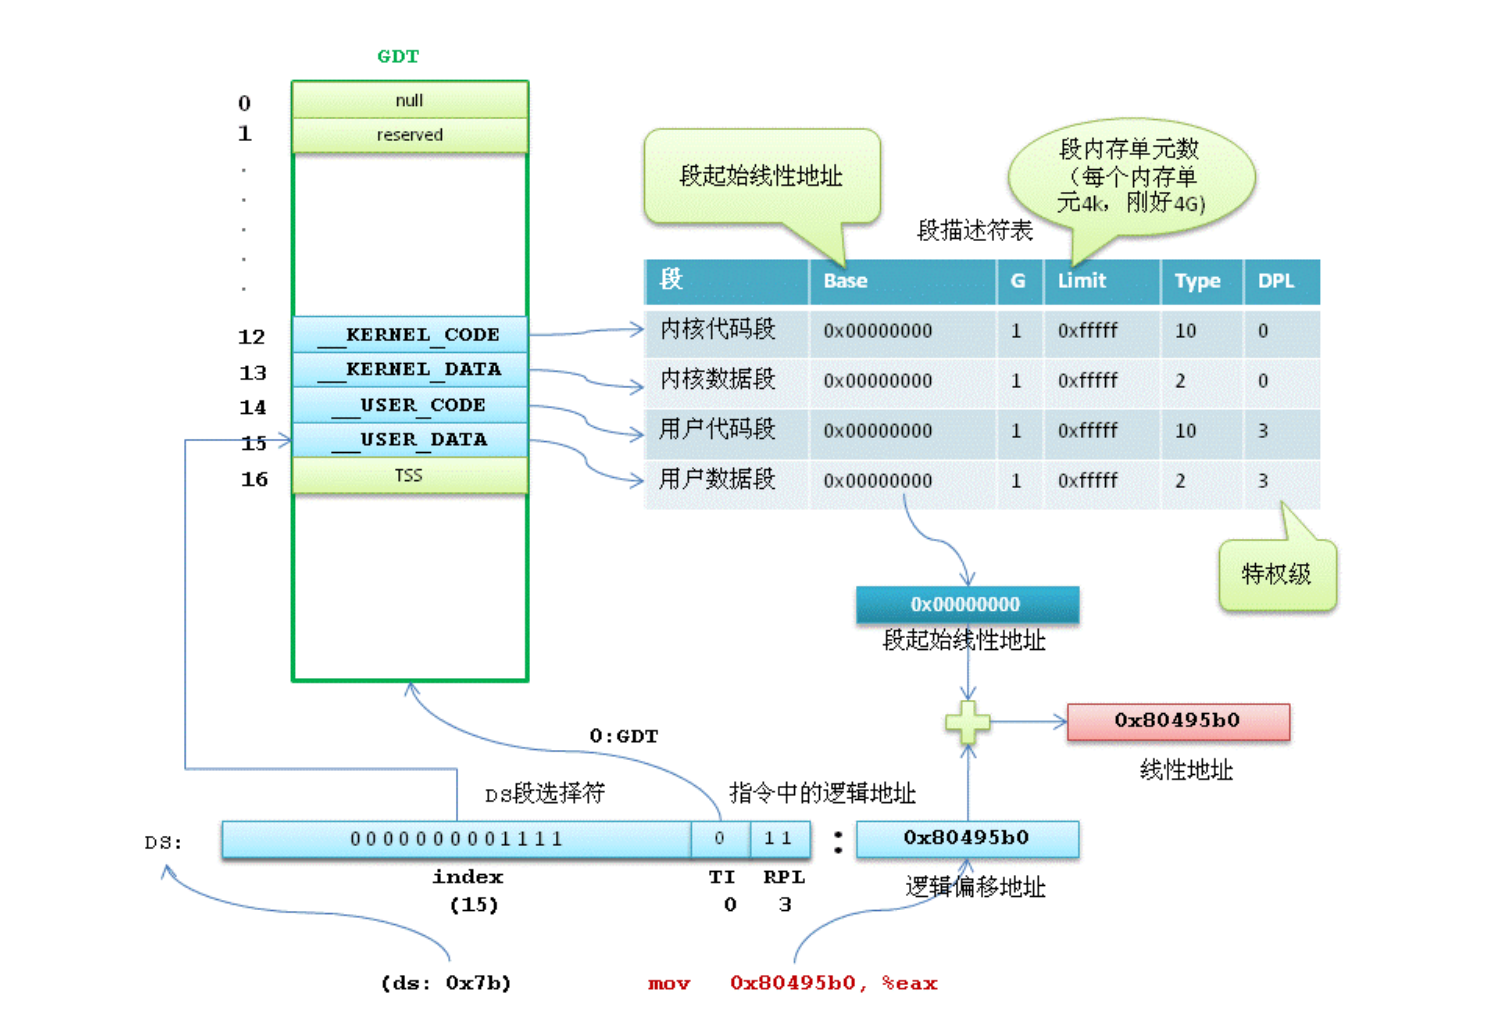 GDT
0 null
1 reserved
.
.
.
.
.
12 __KERNEL_CODE
13 __KERNEL_DATA
14 __USER_CODE
15 __USER_DATA
16 TSS
段起始线性地址
段内存单元数
（每个内存单
元4k，刚好4G)
段描述符表
段 Base G Limit Type DPL
内核代码段 0x00000000 1 0xfffff 10 0
内核数据段 0x00000000 1 0xfffff 2 0
用户代码段 0x00000000 1 0xfffff 10 3
用户数据段 0x00000000 1 0xfffff 2 3
特权级
0x00000000
段起始线性地址
0x80495b0
线性地址
0:GDT
DS段选择符
指令中的逻辑地址
DS: 0000000001111 0 11 : 0x80495b0
index TI RPL
(15) 0 3
逻辑偏移地址
(ds: 0x7b)
mov 0x80495b0, %eax